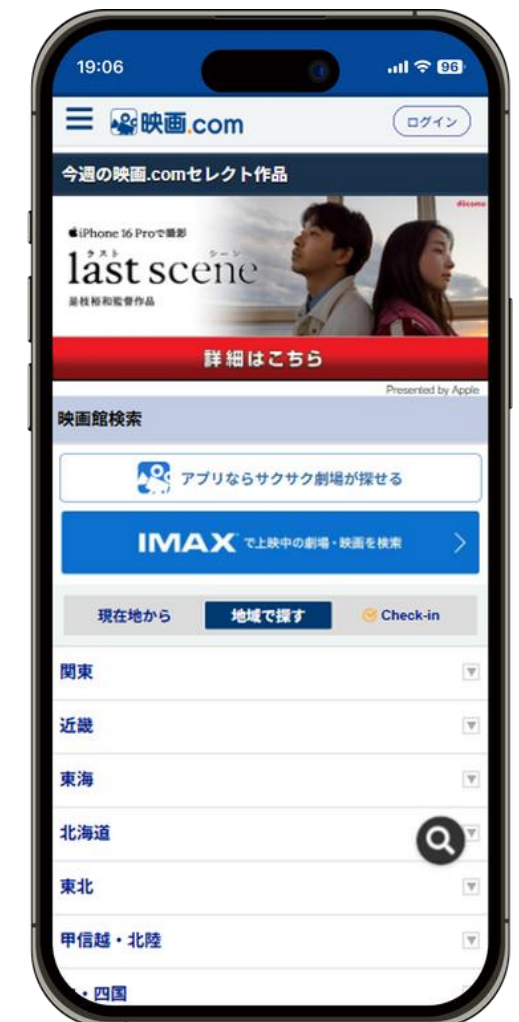 19:06
96
映画.com
ログイン
今週の映画.comセレクト作品
döcomo
iPhone 16 Proで撮影
ラスト シーン
last scene
是枝裕和監督作品
詳細はこちら
Presented by Apple
映画館検索
アプリならサクサク劇場が探せる
IMAX で上映中の劇場・映画を検索
現在地から 地域で探す Check-in
関東
近畿
東海
北海道
東北
甲信越・北陸
・四国